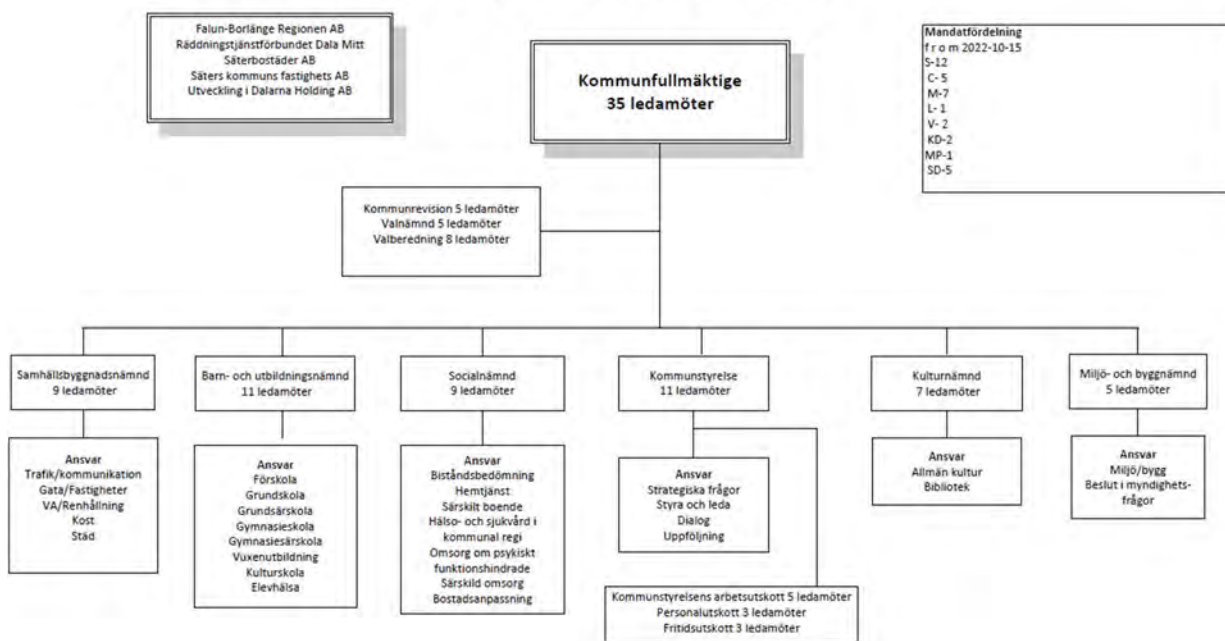 Falun-Borlänge Regionen AB
Räddningstjänstförbundet Dala Mitt
Säterbostäder AB
Säters kommuns fastighets AB
Utveckling i Dalarna Holding AB
Kommunfullmäktige
35 ledamöter
Mandatfördelning
f r o m 2022-10-15
S-12
C- 5
M-7
L- 1
V- 2
KD-2
MP-1
SD-5
Kommunrevision 5 ledamöter
Valnämnd 5 ledamöter
Valberedning 8 ledamöter
Samhällsbyggnadsnämnd
9 ledamöter
Barn- och utbildningsnämnd
11 ledamöter
Socialnämnd
9 ledamöter
Kommunstyrelse
11 ledamöter
Kulturnämnd
7 ledamöter
Miljö- och byggnämnd
5 ledamöter
Ansvar
Trafik/kommunikation
Gata/Fastigheter
VA/Renhållning
Kost
Städ
Ansvar
Förskola
Grundskola
Grundsärskola
Gymnasieskola
Gymnasiesärskola
Vuxenutbildning
Kulturskola
Elevhälsa
Ansvar
Biståndsbedömning
Hemtjänst
Särskilt boende
Hälso- och sjukvård i
kommunal regi
Omsorg om psykiskt
funktionshindrade
Särskild omsorg
Bostadsanpassning
Ansvar
Strategiska frågor
Styra och leda
Dialog
Uppföljning
Ansvar
Allmän kultur
Bibliotek
Ansvar
Miljö/bygg
Beslut i myndighets-
frågor
Kommunstyrelsens arbetsutskott 5 ledamöter
Personalutskott 3 ledamöter
Fritidsutskott 3 ledamöter